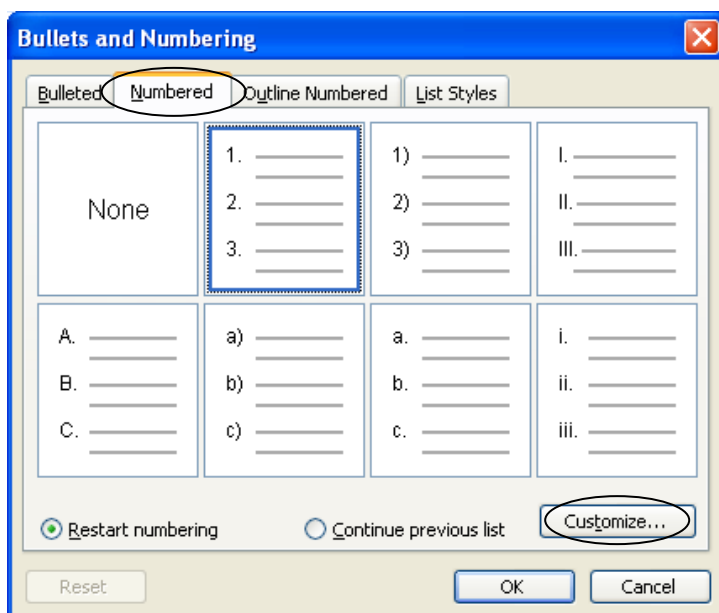 Bullets and Numbering
Bulleted Numbered Outline Numbered List Styles
None
1.
2.
3.
1)
2)
3)
I.
II.
III.
A.
B.
C.
a)
b)
c)
a.
b.
c.
i.
ii.
iii.
Restart numbering Continue previous list Customize...
Reset OK Cancel